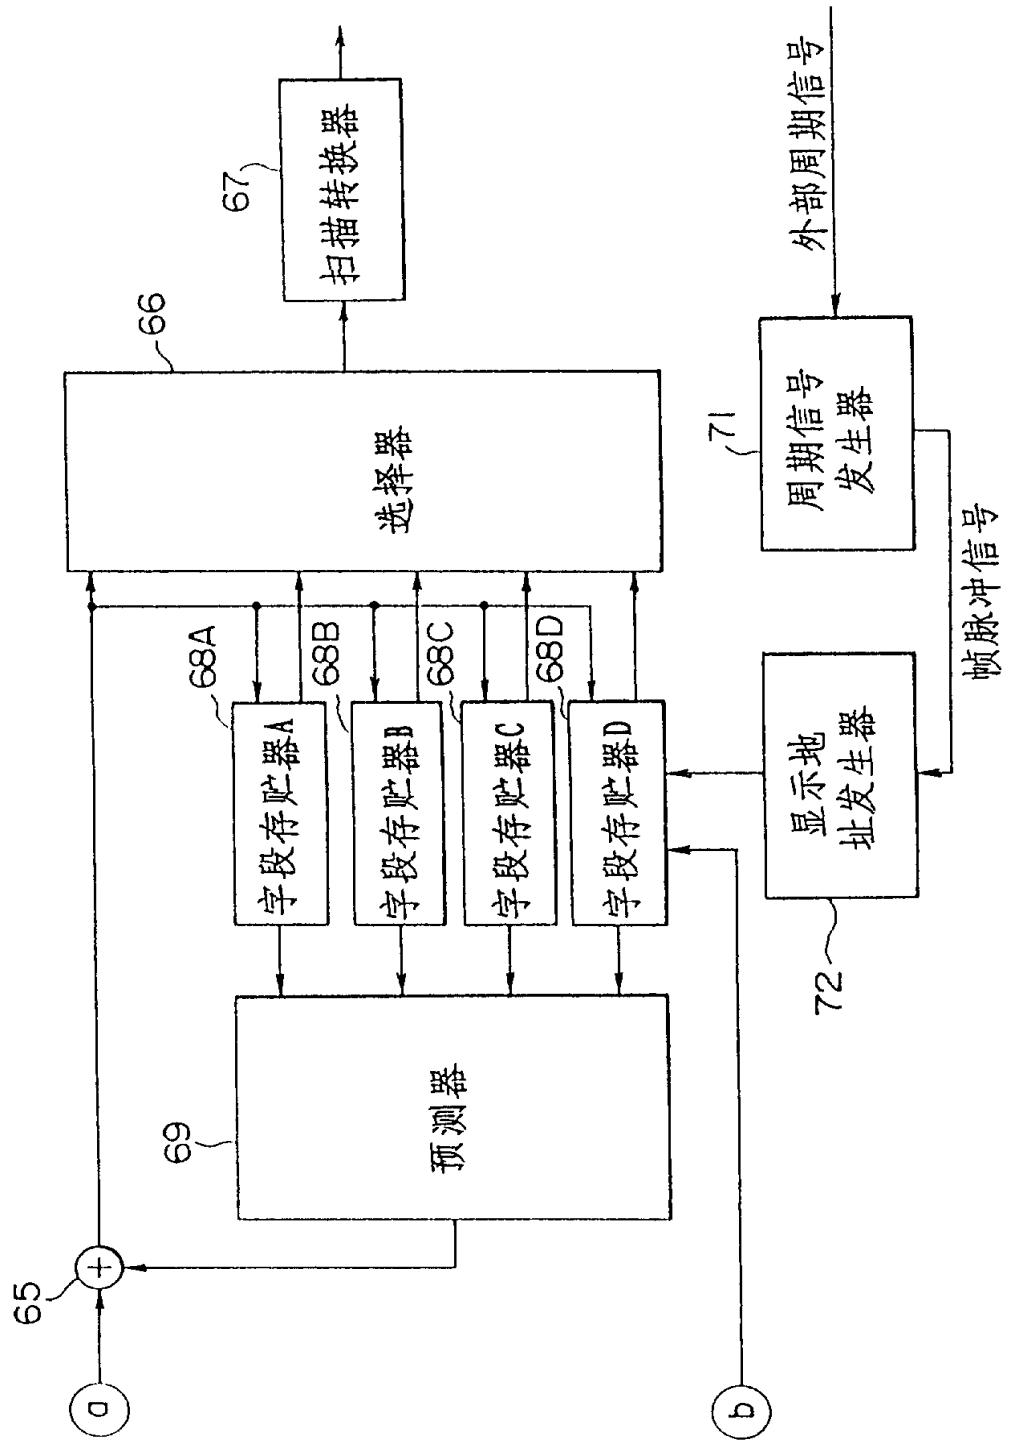 a
65
+
69
预测器
字段存贮器A
68A
字段存贮器B
68B
字段存贮器C
68C
字段存贮器D
68D
选择器
66
扫描转换器
67
b
72
显示地
址发生器
帧脉冲信号
71
周期信号
发生器
外部周期信号